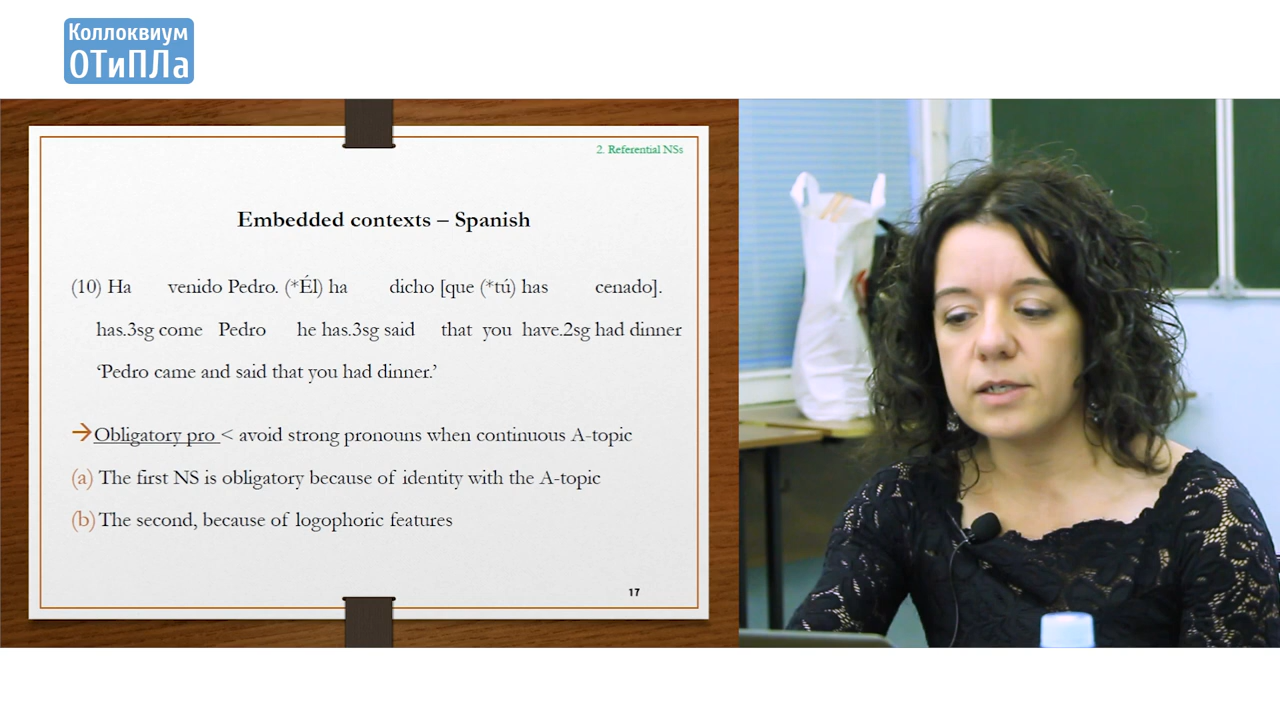 Коллоквиум
ОТиПЛа
2. Referential NSs
Embedded contexts – Spanish
(10) Ha venido Pedro. (*Él) ha dicho [que (*tú) has cenado].
has.3sg come Pedro he has.3sg said that you have.2sg had dinner
‘Pedro came and said that you had dinner.’
→Obligatory pro < avoid strong pronouns when continuous A-topic
(a) The first NS is obligatory because of identity with the A-topic
(b) The second, because of logophoric features
17